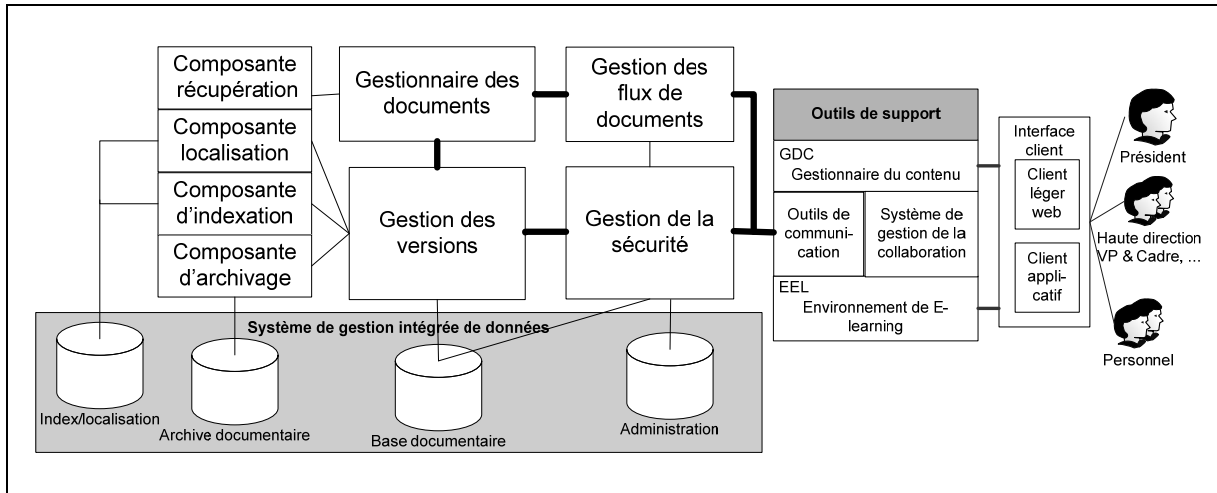 Composante
récupération
Composante
localisation
Composante
d'indexation
Composante
d'archivage
Gestionnaire des
documents
Gestion des
flux de
documents
Gestion des
versions
Gestion de la
sécurité
Outils de support
GDC
Gestionnaire du contenu
Outils de
communi-
cation
Système de
gestion de la
collaboration
EEL
Environnement de E-
learning
Interface
client
Client
léger
web
Client
appli-
catif
Président
Haute direction
VP & Cadre, ...
Personnel
Système de gestion intégrée de données
Index/localisation
Archive documentaire
Base documentaire
Administration